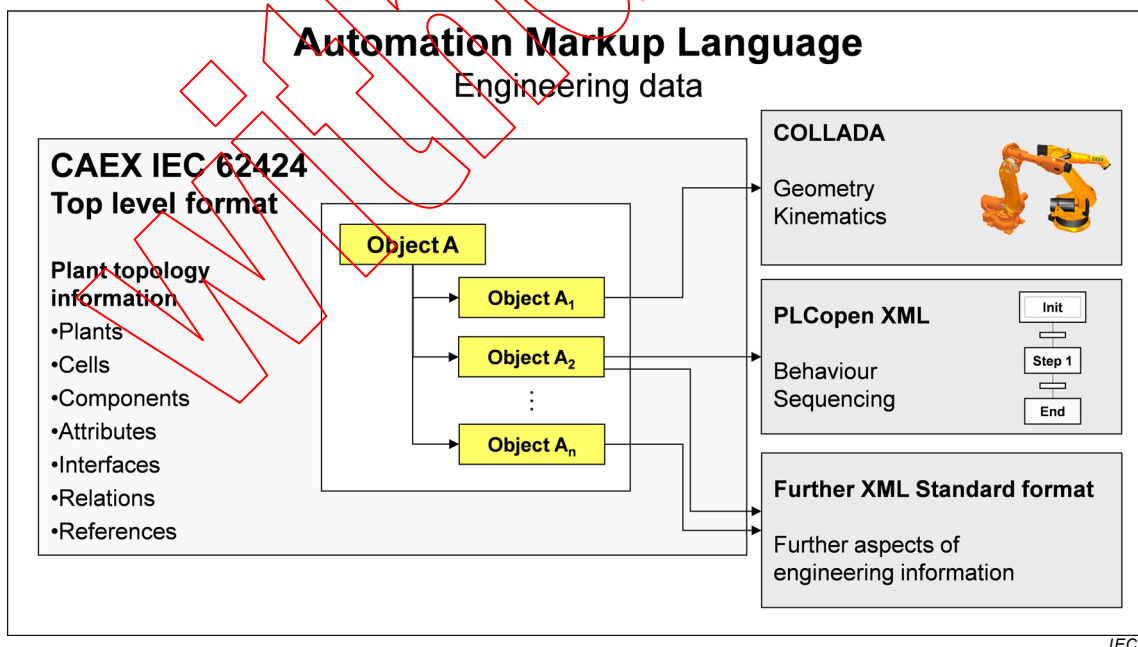 Automation Markup Language
Engineering data
CAEX IEC 62424
Top level format
Plant topology
information
•Plants
•Cells
•Components
•Attributes
•Interfaces
•Relations
•References
Object A
Object A₁
Object A₂
⋮
Object Aₙ
COLLADA
Geometry
Kinematics
PLCopen XML
Behaviour
Sequencing
Init
Step 1
End
Further XML Standard format
Further aspects of
engineering information
IEC